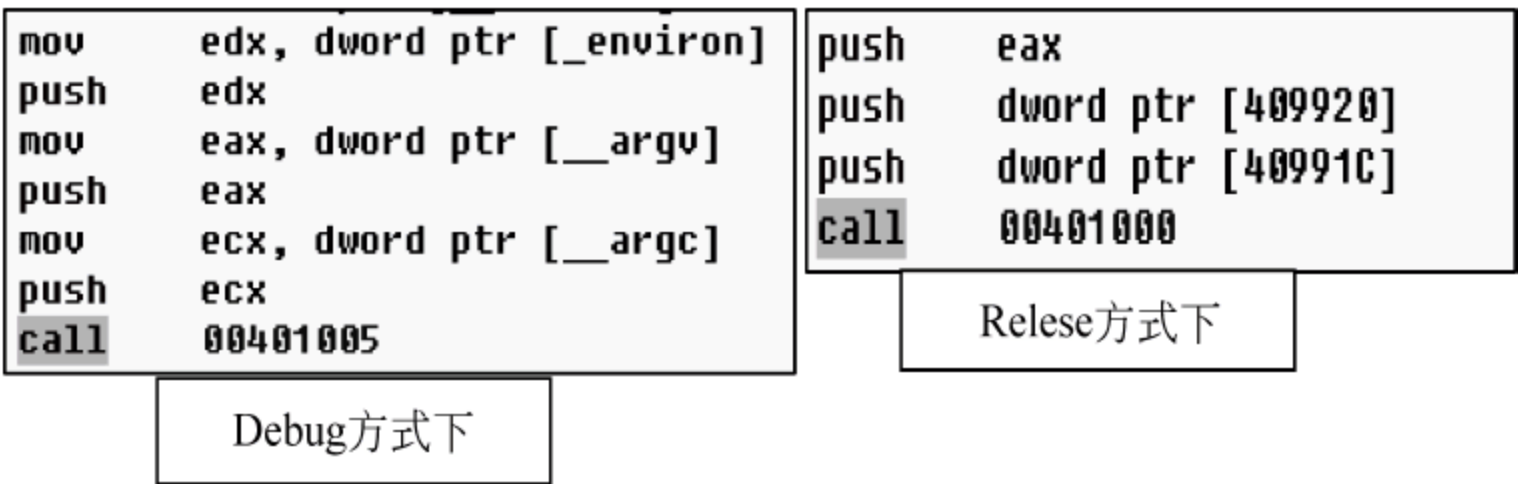 mov edx, dword ptr [_environ]
push edx
mov eax, dword ptr [__argv]
push eax
mov ecx, dword ptr [__argc]
push ecx
call 00401005
Debug方式下
push eax
push dword ptr [409920]
push dword ptr [40991C]
call 00401000
Relese方式下